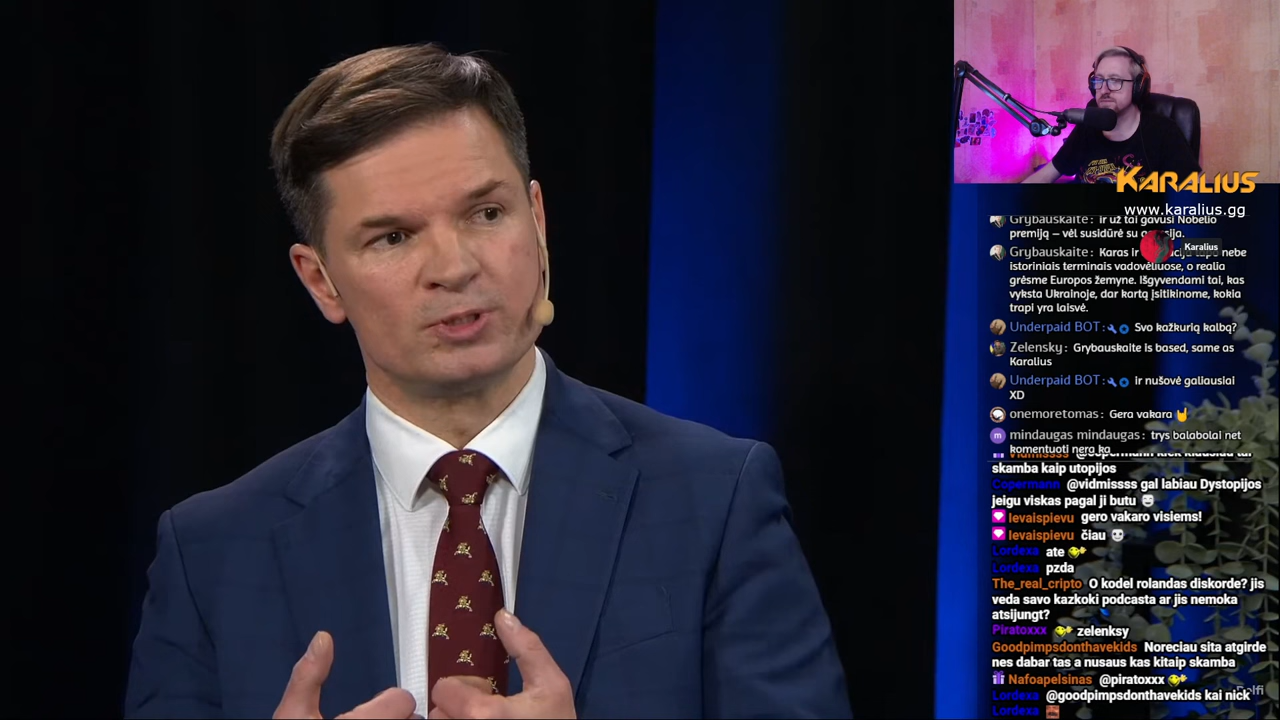 KARALIUS
www.karalius.gg
Grybauskaite: ir už tai gavusi Nobelio
premiją – vėl susidūrė su
Karalius
Grybauskaite: Karas ir nebe
istoriniais terminais vadovėliuose, o realia
grėsme Europos žemyne. Išgyvendami tai, kas
vyksta Ukrainoje, dar kartą įsitikinome, kokia
trapi yra laisvė.
Underpaid BOT: Svo kažkurią kalbą?
Zelensky: Grybauskaite is based, same as
Karalius
Underpaid BOT: ir nušovė galiausiai
XD
onemoretomas: Gera vakara 🤘
m mindaugas mindaugas: trys balabolai net
komentuoti nera ko
skamba kaip utopijos
Copermann @vidmissss gal labiau Dystopijos
jeigu viskas pagal ji butu
Ievaispievu gero vakaro visiems!
Ievaispievu čiau
Lordexa ate
Lordexa pzda
The_real_cripto O kodel rolandas diskorde? jis
veda savo kazkoki podcasta ar jis nemoka
atsijungt?
Piratoxxx zelenksy
Goodpimpsdonthavekids Noreciau sita atgirde
nes dabar tas a nusaus kas kitaip skamba
Nafoapelsinas @piratoxxx
Lordexa @goodpimpsdonthavekids kai nick
Delfi
Lordexa